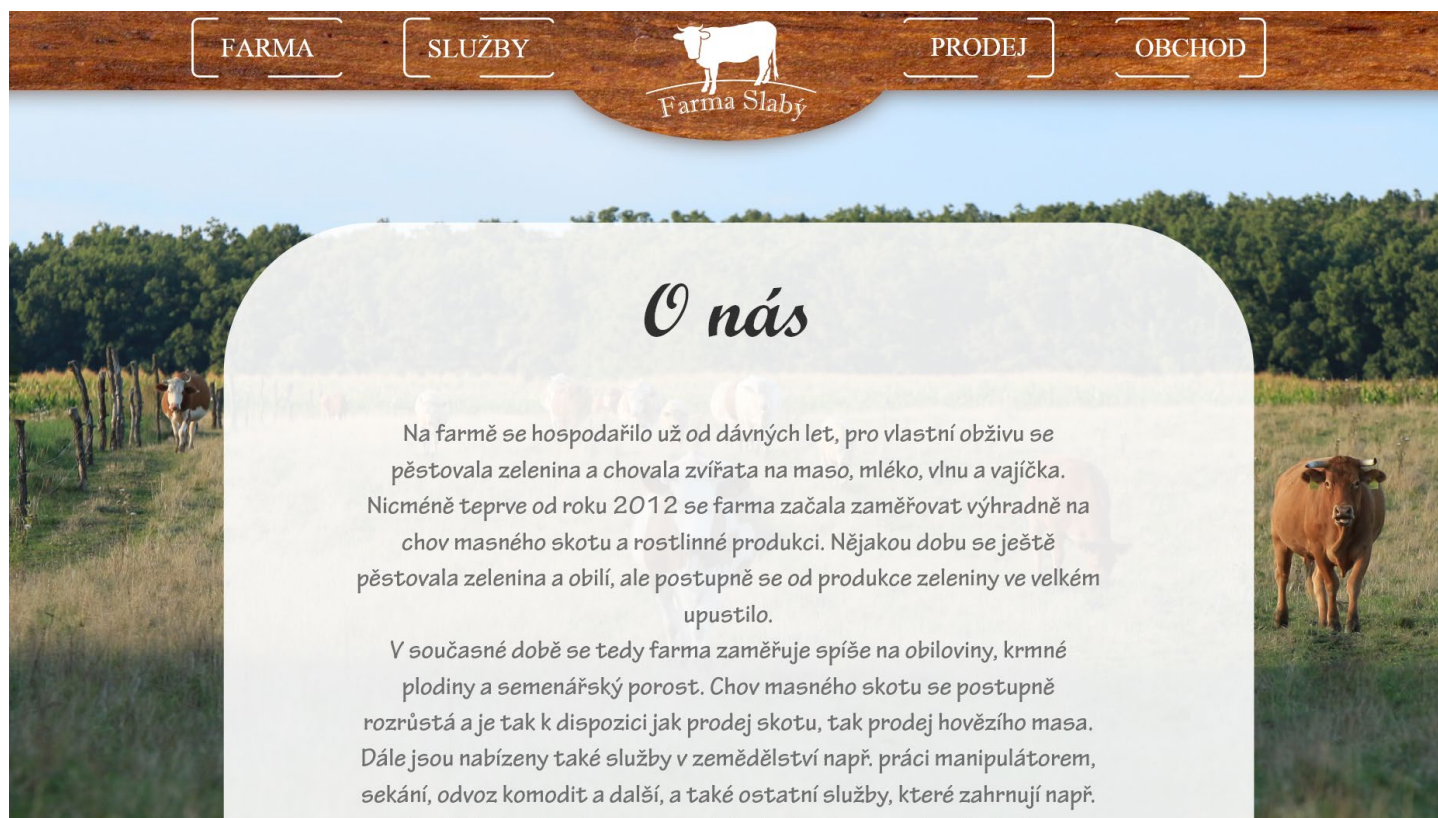 FARMA
SLUŽBY
Farma Slabý
PRODEJ
OBCHOD
O nás
Na farmě se hospodařilo už od dávných let, pro vlastní obživu se
pěstovala zelenina a chovala zvířata na maso, mléko, vlnu a vajíčka.
Nicméně teprve od roku 2012 se farma začala zaměřovat výhradně na
chov masného skotu a rostlinné produkci. Nějakou dobu se ještě
pěstovala zelenina a obilí, ale postupně se od produkce zeleniny ve velkém
upustilo.
V současné době se tedy farma zaměřuje spíše na obiloviny, krmné
plodiny a semenářský porost. Chov masného skotu se postupně
rozrůstá a je tak k dispozici jak prodej skotu, tak prodej hovězího masa.
Dále jsou nabízeny také služby v zemědělství např. práci manipulátorem,
sekání, odvoz komodit a další, a také ostatní služby, které zahrnují např.